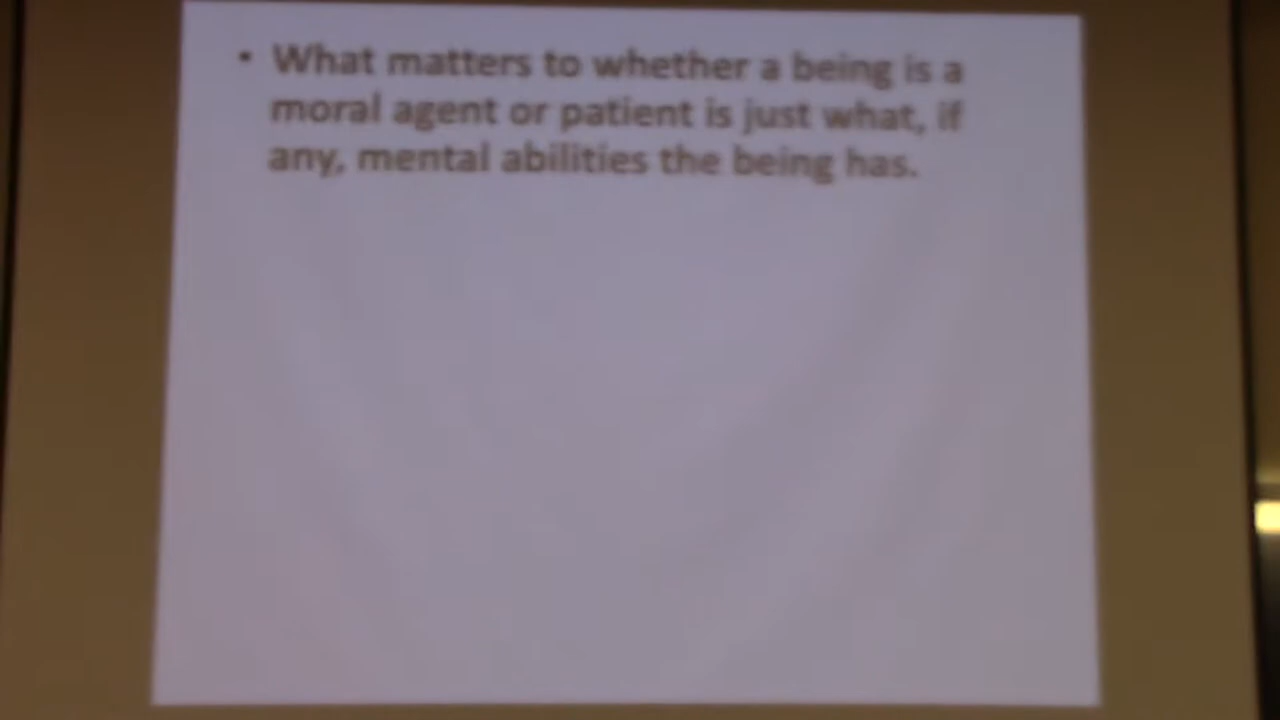 • What matters to whether a being is a
moral agent or patient is just what, if
any, mental abilities the being has.